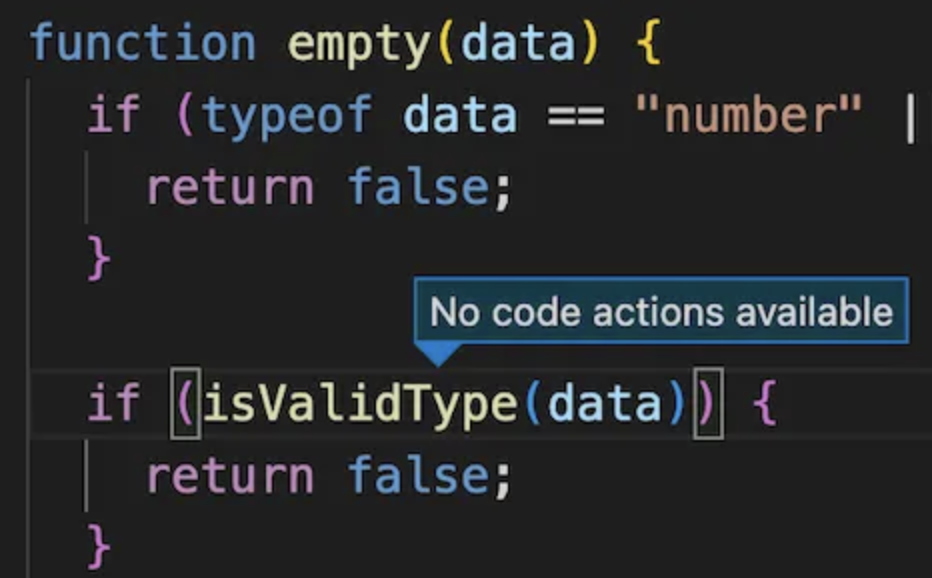 function empty(data) {
if (typeof data == "number" |
return false;
}
No code actions available
if (isValidType(data)) {
return false;
}